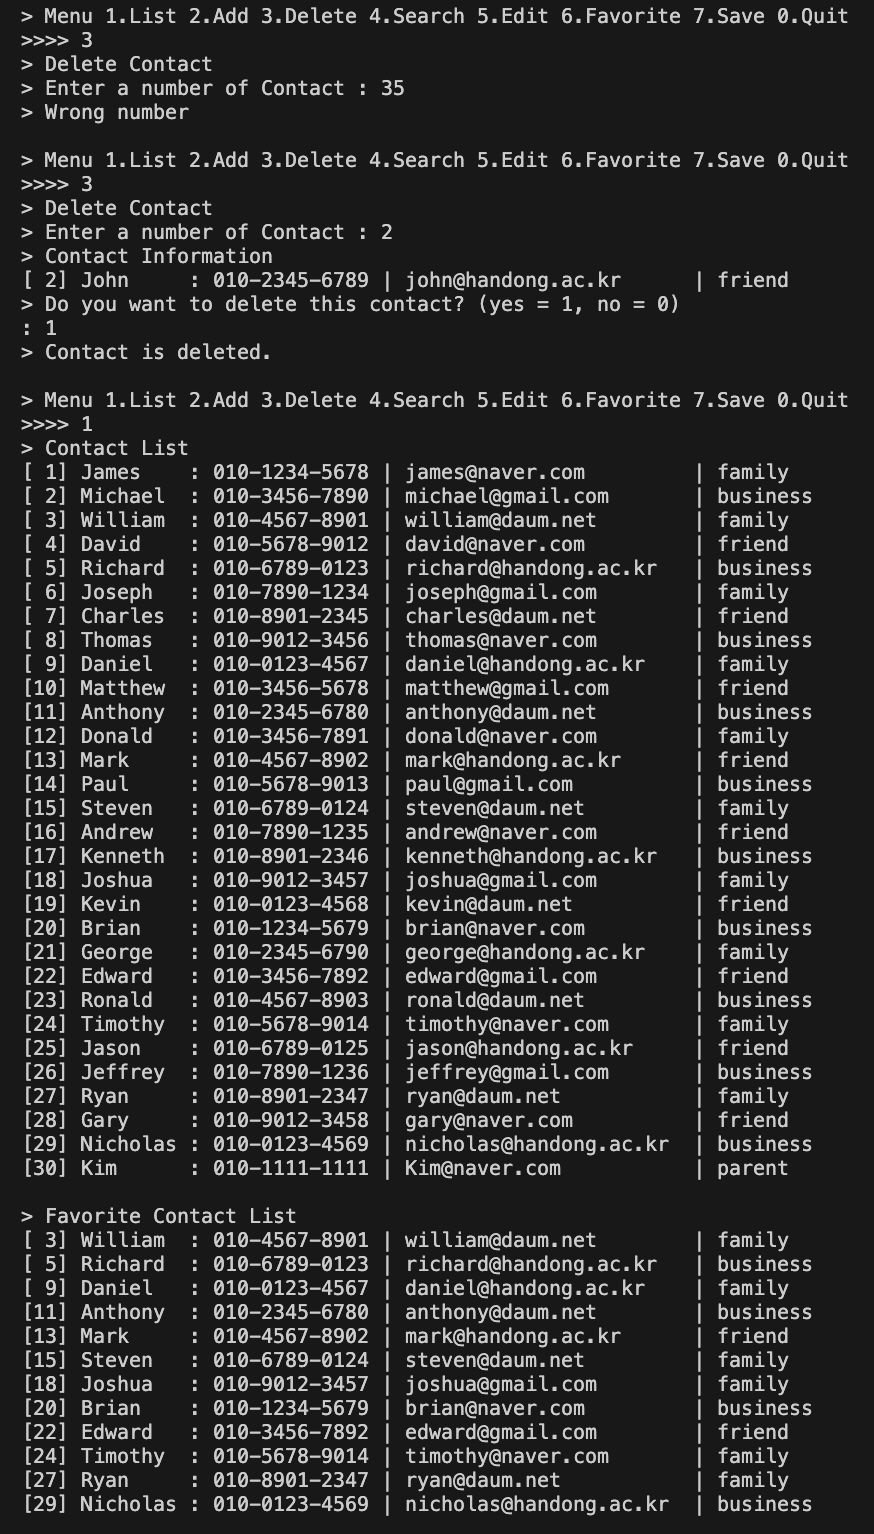 > Menu 1.List 2.Add 3.Delete 4.Search 5.Edit 6.Favorite 7.Save 0.Quit
>>>> 3
> Delete Contact
> Enter a number of Contact : 35
> Wrong number
> Menu 1.List 2.Add 3.Delete 4.Search 5.Edit 6.Favorite 7.Save 0.Quit
>>>> 3
> Delete Contact
> Enter a number of Contact : 2
> Contact Information
[ 2] John     : 010-2345-6789 | john@handong.ac.kr      | friend
> Do you want to delete this contact? (yes = 1, no = 0)
: 1
> Contact is deleted.
> Menu 1.List 2.Add 3.Delete 4.Search 5.Edit 6.Favorite 7.Save 0.Quit
>>>> 1
> Contact List
[ 1] James    : 010-1234-5678 | james@naver.com         | family
[ 2] Michael  : 010-3456-7890 | michael@gmail.com       | business
[ 3] William  : 010-4567-8901 | william@daum.net        | family
[ 4] David    : 010-5678-9012 | david@naver.com         | friend
[ 5] Richard  : 010-6789-0123 | richard@handong.ac.kr   | business
[ 6] Joseph   : 010-7890-1234 | joseph@gmail.com        | family
[ 7] Charles  : 010-8901-2345 | charles@daum.net        | friend
[ 8] Thomas   : 010-9012-3456 | thomas@naver.com        | business
[ 9] Daniel   : 010-0123-4567 | daniel@handong.ac.kr    | family
[10] Matthew  : 010-3456-5678 | matthew@gmail.com       | friend
[11] Anthony  : 010-2345-6780 | anthony@daum.net        | business
[12] Donald   : 010-3456-7891 | donald@naver.com        | family
[13] Mark     : 010-4567-8902 | mark@handong.ac.kr      | friend
[14] Paul     : 010-5678-9013 | paul@gmail.com          | business
[15] Steven   : 010-6789-0124 | steven@daum.net         | family
[16] Andrew   : 010-7890-1235 | andrew@naver.com        | friend
[17] Kenneth  : 010-8901-2346 | kenneth@handong.ac.kr   | business
[18] Joshua   : 010-9012-3457 | joshua@gmail.com        | family
[19] Kevin    : 010-0123-4568 | kevin@daum.net          | friend
[20] Brian    : 010-1234-5679 | brian@naver.com         | business
[21] George   : 010-2345-6790 | george@handong.ac.kr    | family
[22] Edward   : 010-3456-7892 | edward@gmail.com        | friend
[23] Ronald   : 010-4567-8903 | ronald@daum.net         | business
[24] Timothy  : 010-5678-9014 | timothy@naver.com       | family
[25] Jason    : 010-6789-0125 | jason@handong.ac.kr     | friend
[26] Jeffrey  : 010-7890-1236 | jeffrey@gmail.com       | business
[27] Ryan     : 010-8901-2347 | ryan@daum.net           | family
[28] Gary     : 010-9012-3458 | gary@naver.com          | friend
[29] Nicholas : 010-0123-4569 | nicholas@handong.ac.kr  | business
[30] Kim      : 010-1111-1111 | Kim@naver.com           | parent
> Favorite Contact List
[ 3] William  : 010-4567-8901 | william@daum.net        | family
[ 5] Richard  : 010-6789-0123 | richard@handong.ac.kr   | business
[ 9] Daniel   : 010-0123-4567 | daniel@handong.ac.kr    | family
[11] Anthony  : 010-2345-6780 | anthony@daum.net        | business
[13] Mark     : 010-4567-8902 | mark@handong.ac.kr      | friend
[15] Steven   : 010-6789-0124 | steven@daum.net         | family
[18] Joshua   : 010-9012-3457 | joshua@gmail.com        | family
[20] Brian    : 010-1234-5679 | brian@naver.com         | business
[22] Edward   : 010-3456-7892 | edward@gmail.com        | friend
[24] Timothy  : 010-5678-9014 | timothy@naver.com       | family
[27] Ryan     : 010-8901-2347 | ryan@daum.net           | family
[29] Nicholas : 010-0123-4569 | nicholas@handong.ac.kr  | business